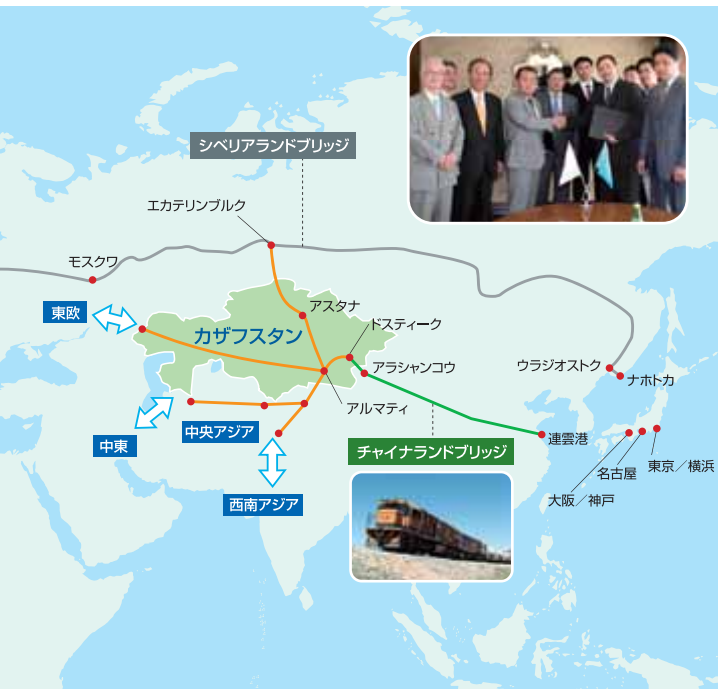 シベリアランドブリッジ
エカテリンブルク
モスクワ
東欧
アスタナ
カザフスタン
ドスティーク
アラシャンコウ
ウラジオストク
ナホトカ
アルマティ
中東
中央アジア
チャイナランドブリッジ
連雲港
東京／横浜
名古屋
大阪／神戸
西南アジア